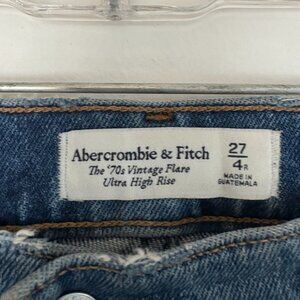 Abercrombie & Fitch
The '70s Vintage Flare
Ultra High Rise
27
4R
MADE IN
GUATEMALA